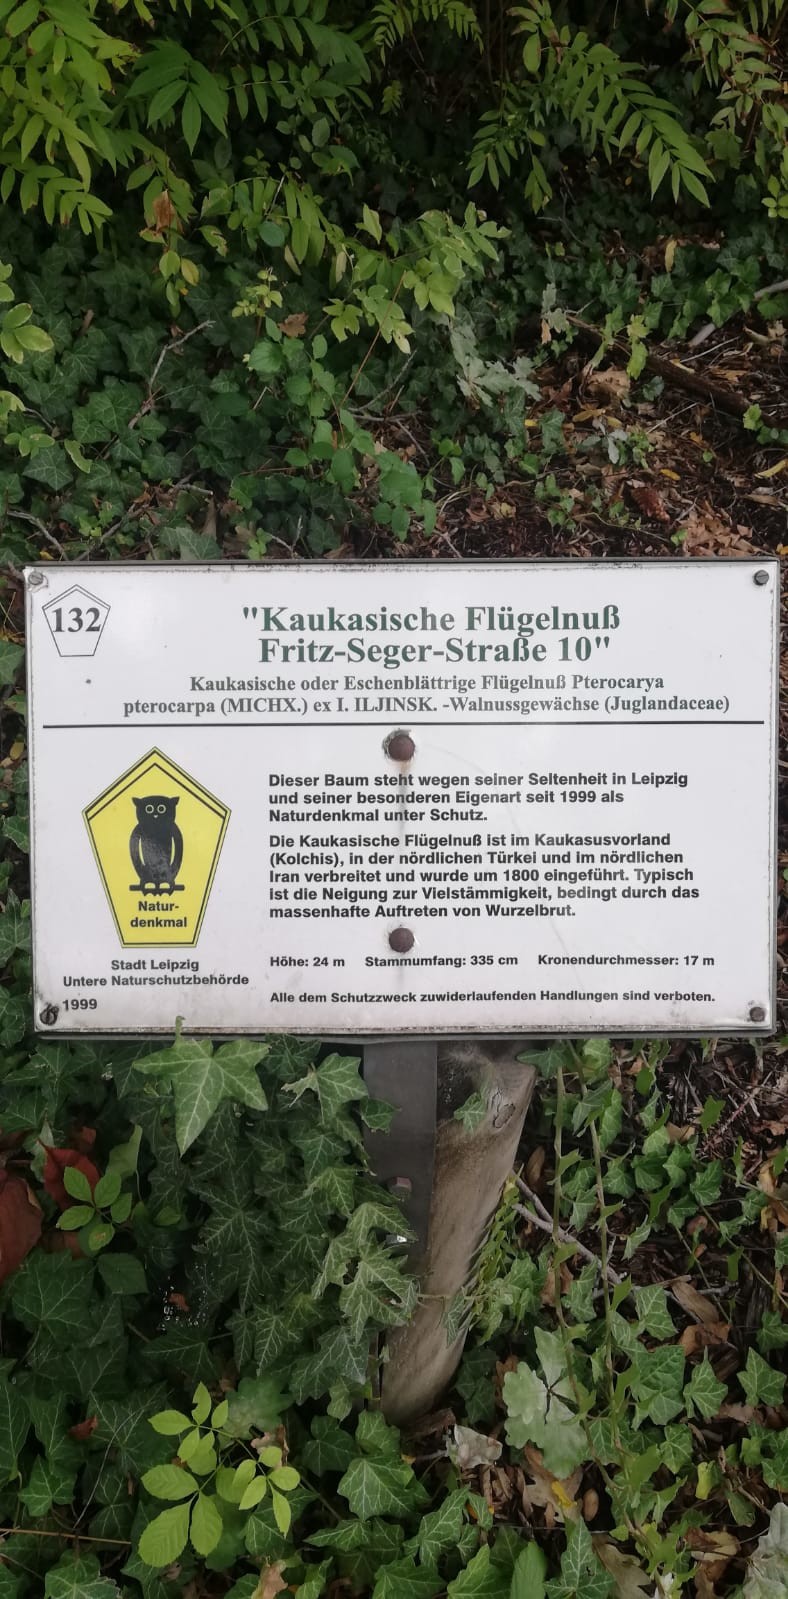 132
"Kaukasische Flügelnuß
Fritz-Seger-Straße 10"
Kaukasische oder Eschenblättrige Flügelnuß Pterocarya
pterocarpa (MICHX.) ex I. ILJINSK. -Walnussgewächse (Juglandaceae)
Natur-
denkmal
Stadt Leipzig
Untere Naturschutzbehörde
1999
Dieser Baum steht wegen seiner Seltenheit in Leipzig
und seiner besonderen Eigenart seit 1999 als
Naturdenkmal unter Schutz.
Die Kaukasische Flügelnuß ist im Kaukasusvorland
(Kolchis), in der nördlichen Türkei und im nördlichen
Iran verbreitet und wurde um 1800 eingeführt. Typisch
ist die Neigung zur Vielstämmigkeit, bedingt durch das
massenhafte Auftreten von Wurzelbrut.
Höhe: 24 m Stammumfang: 335 cm Kronendurchmesser: 17 m
Alle dem Schutzzweck zuwiderlaufenden Handlungen sind verboten.